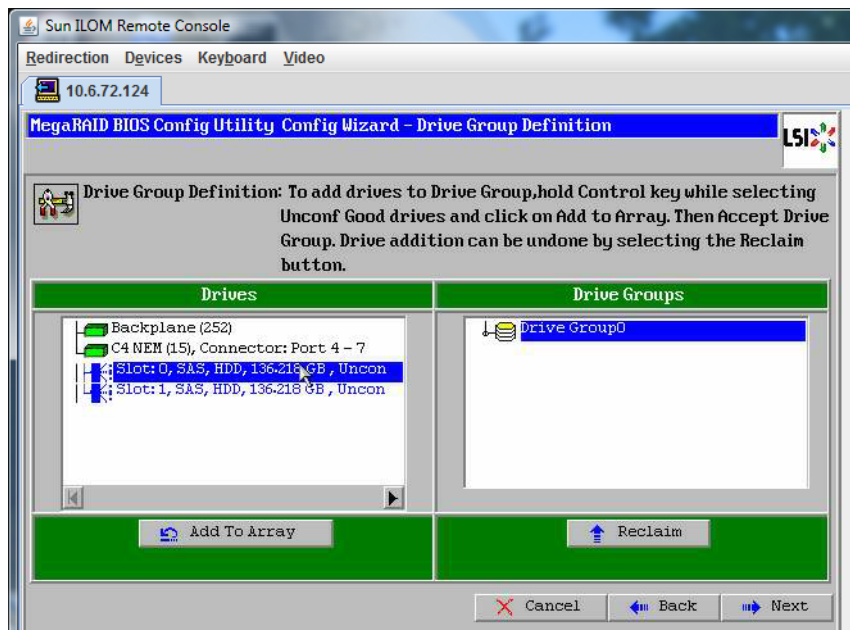 Sun ILOM Remote Console
Redirection Devices Keyboard Video
10.6.72.124
MegaRAID BIOS Config Utility Config Wizard - Drive Group Definition
LSI
Drive Group Definition: To add drives to Drive Group,hold Control key while selecting
Unconf Good drives and click on Add to Array. Then Accept Drive
Group. Drive addition can be undone by selecting the Reclaim
button.
Drives
Drive Groups
Backplane (252)
C4 NEM (15), Connector: Port 4 - 7
Slot: 0, SAS, HDD, 136.218 GB, Uncon
Slot: 1, SAS, HDD, 136.218 GB, Uncon
Drive Group0
Add To Array
Reclaim
Cancel
Back
Next